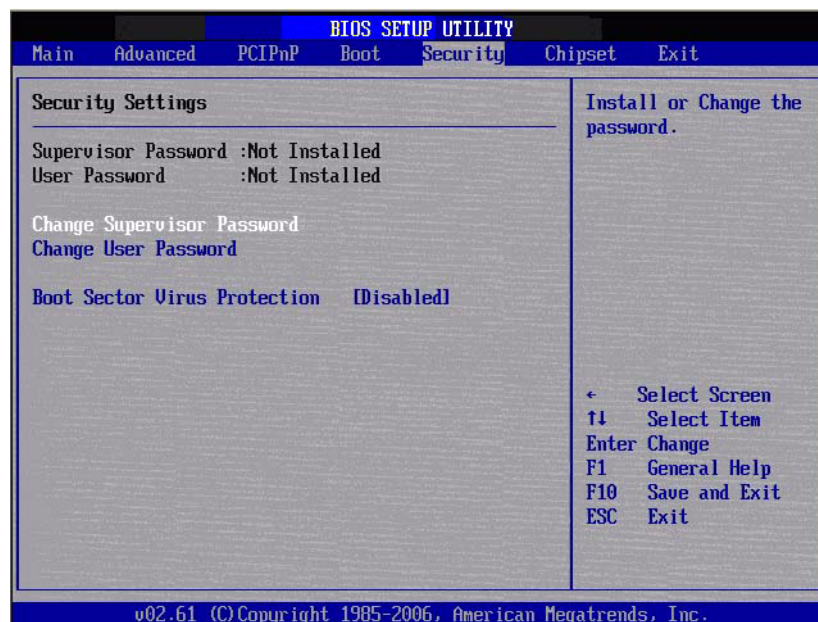 BIOS SETUP UTILITY
Main Advanced PCIPnP Boot Security Chipset Exit
Security Settings
Supervisor Password :Not Installed
User Password :Not Installed
Change Supervisor Password
Change User Password
Boot Sector Virus Protection [Disabled]
Install or Change the
password.
← Select Screen
↑↓ Select Item
Enter Change
F1 General Help
F10 Save and Exit
ESC Exit
v02.61 (C)Copyright 1985-2006, American Megatrends, Inc.